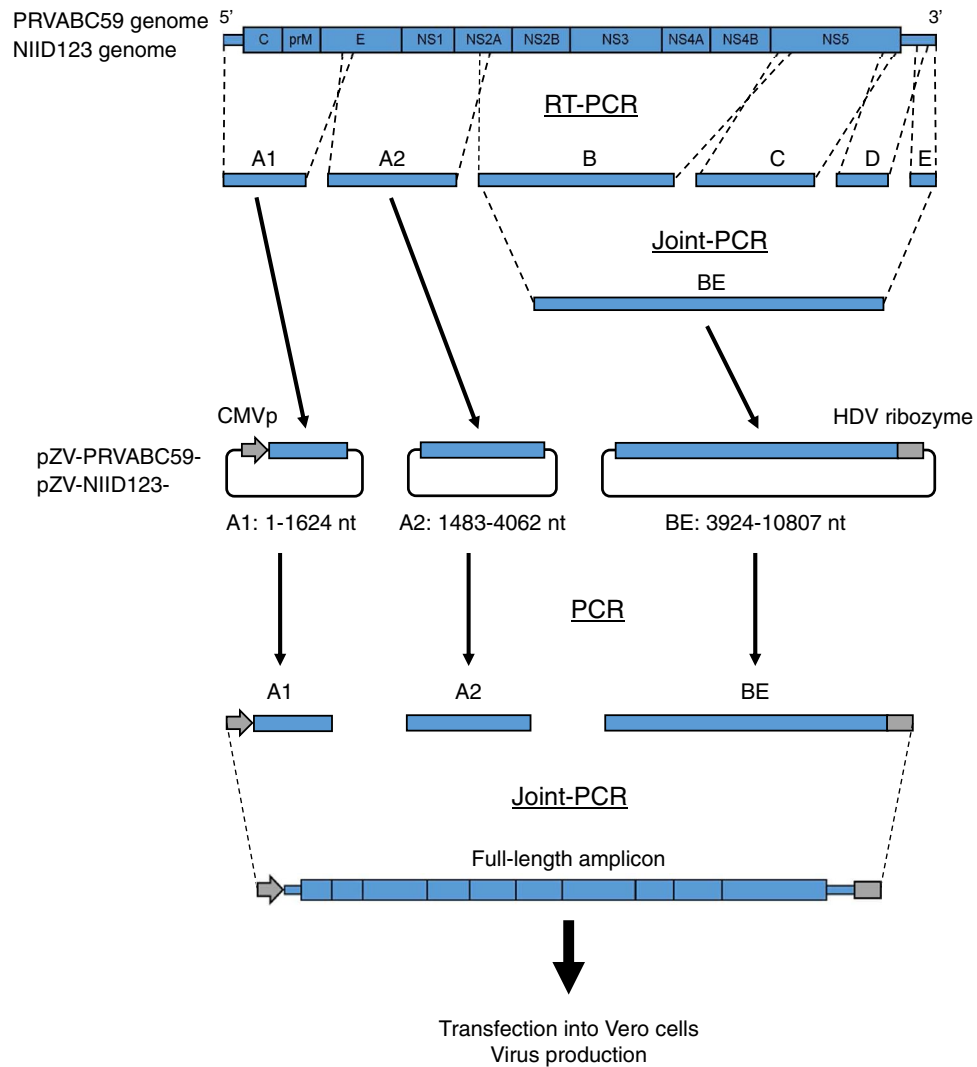 PRVABC59 genome
NIID123 genome
5’
3’
C prM E NS1 NS2A NS2B NS3 NS4A NS4B NS5
RT-PCR
A1 A2 B C D E
Joint-PCR
BE
CMVp
HDV ribozyme
pZV-PRVABC59-
pZV-NIID123-
A1: 1-1624 nt
A2: 1483-4062 nt
BE: 3924-10807 nt
PCR
A1 A2 BE
Joint-PCR
Full-length amplicon
Transfection into Vero cells
Virus production